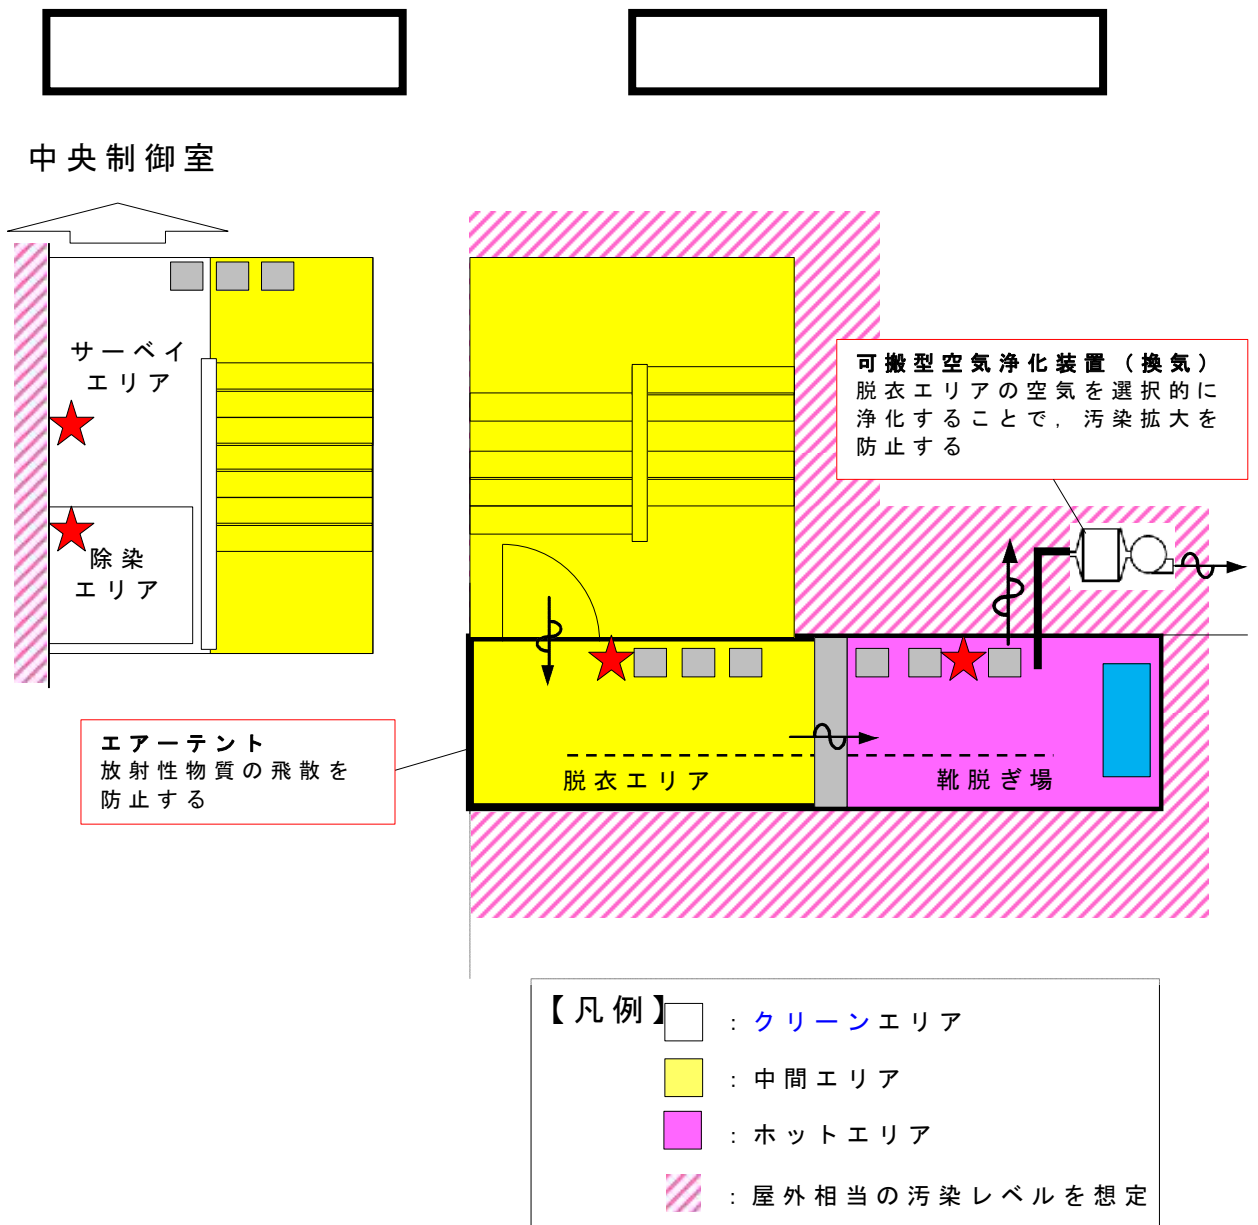 中央制御室
サーベイ
エリア
除染
エリア
可搬型空気浄化装置（換気）
脱衣エリアの空気を選択的に
浄化することで，汚染拡大を
防止する
エアーテント
放射性物質の飛散を
防止する
脱衣エリア
靴脱ぎ場
【凡例】
：クリーンエリア
：中間エリア
：ホットエリア
：屋外相当の汚染レベルを想定